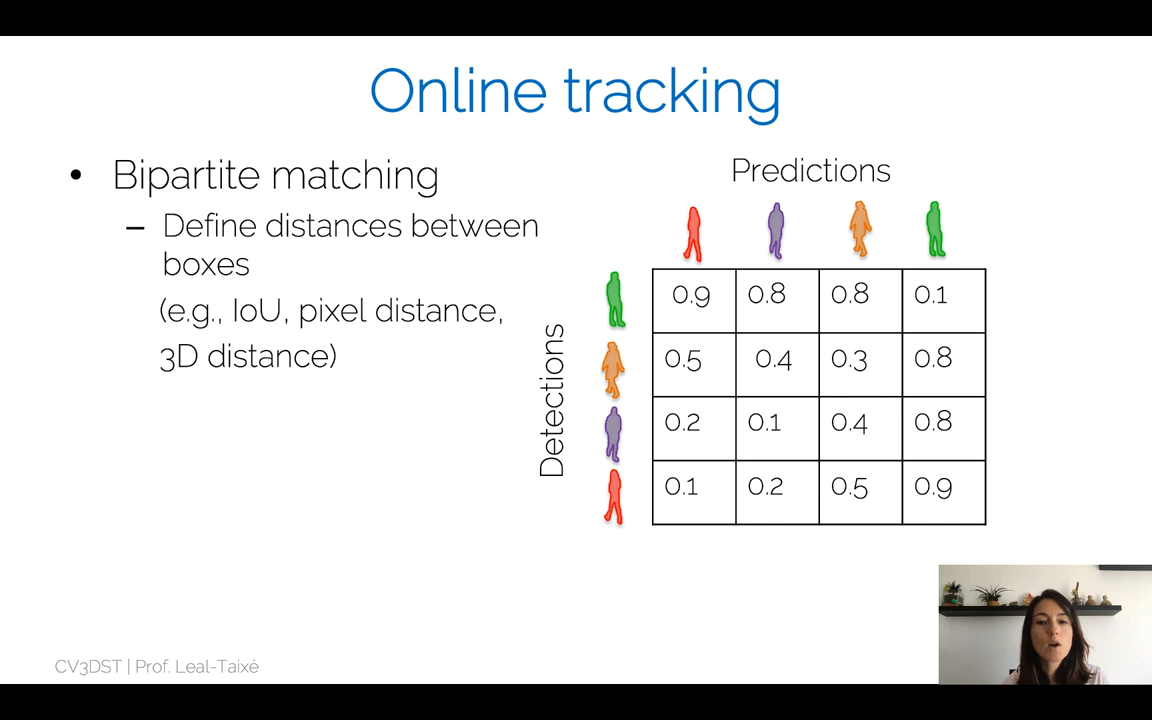 Online tracking
• Bipartite matching
– Define distances between
boxes
(e.g., IoU, pixel distance,
3D distance)
Predictions
Detections
0.9 0.8 0.8 0.1
0.5 0.4 0.3 0.8
0.2 0.1 0.4 0.8
0.1 0.2 0.5 0.9
CV3DST | Prof. Leal-Taixé